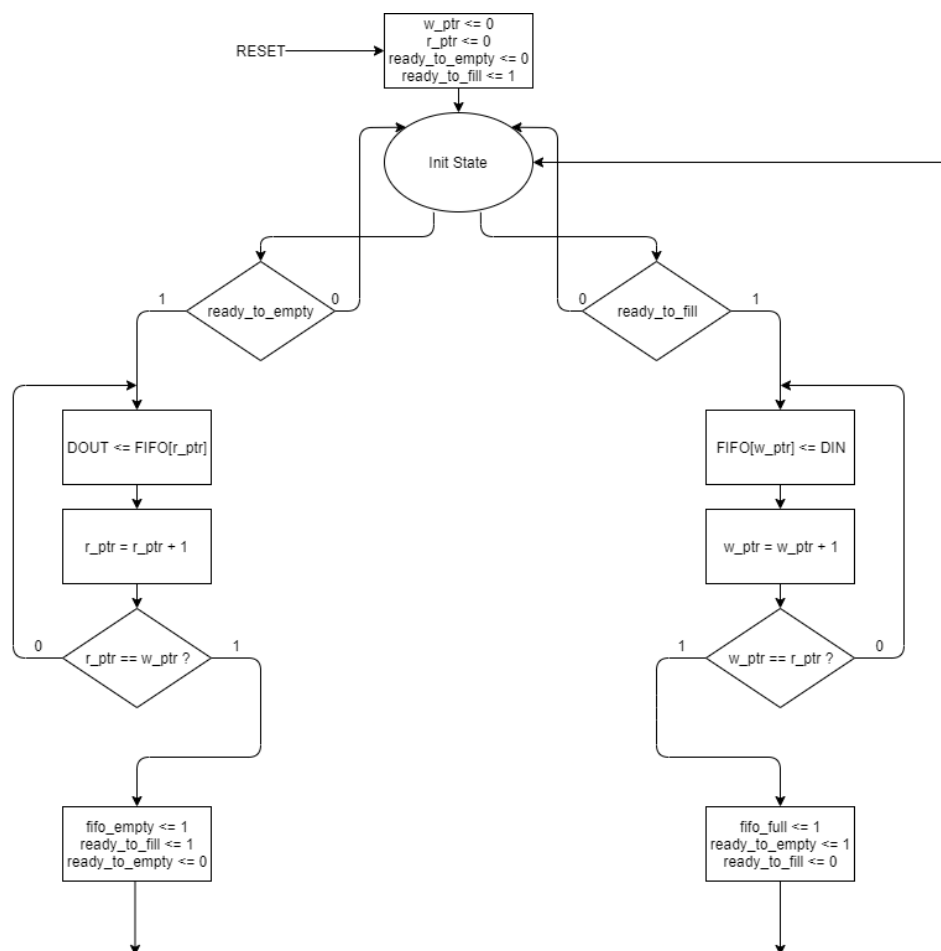 w_ptr <= 0
r_ptr <= 0
ready_to_empty <= 0
ready_to_fill <= 1
RESET
Init State
1
ready_to_empty
0
0
ready_to_fill
1
DOUT <= FIFO[r_ptr]
FIFO[w_ptr] <= DIN
r_ptr = r_ptr + 1
w_ptr = w_ptr + 1
0
r_ptr == w_ptr ?
1
1
w_ptr == r_ptr ?
0
fifo_empty <= 1
ready_to_fill <= 1
ready_to_empty <= 0
fifo_full <= 1
ready_to_empty <= 1
ready_to_fill <= 0